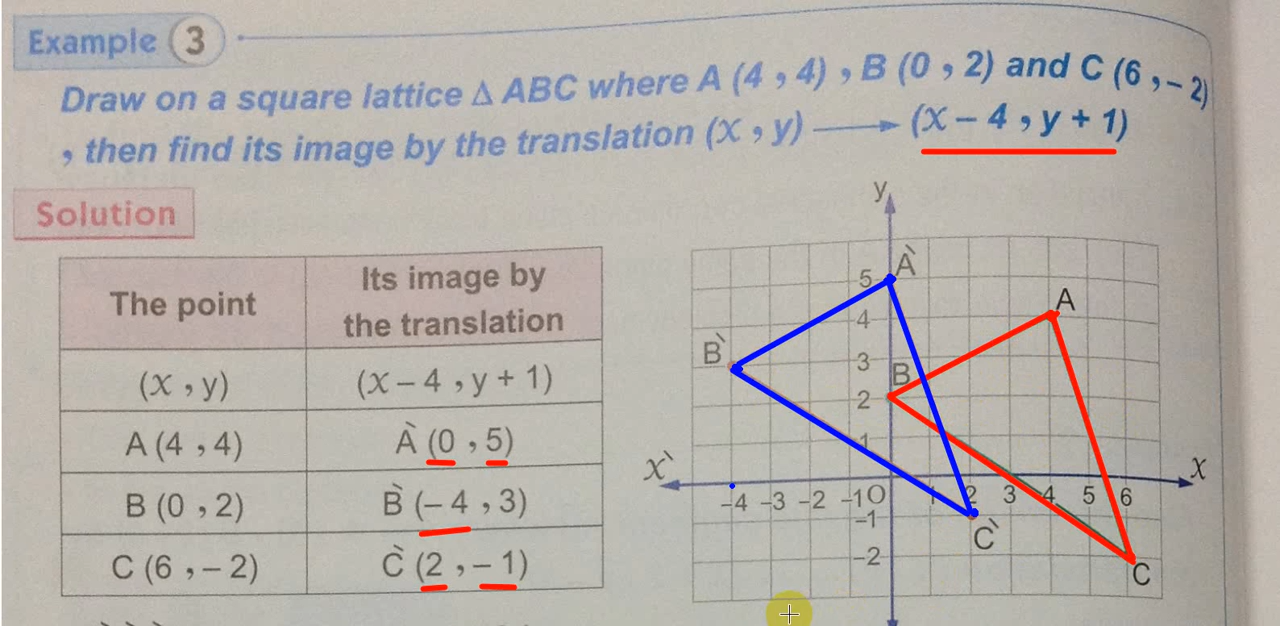 Example 3
Draw on a square lattice Δ ABC where A (4 , 4) , B (0 , 2) and C (6 , – 2)
, then find its image by the translation (x , y) ⟶ (x – 4 , y + 1)
Solution
The point
Its image by
the translation
(x , y)
(x – 4 , y + 1)
A (4 , 4)
À (0 , 5)
B (0 , 2)
B̀ (– 4 , 3)
C (6 , – 2)
C̀ (2 , – 1)
y
5
À
A
4
B̀
3
B
2
1
x̀
x
–4 –3 –2 –1 O 1 2 3 4 5 6
–1
C̀
–2
C